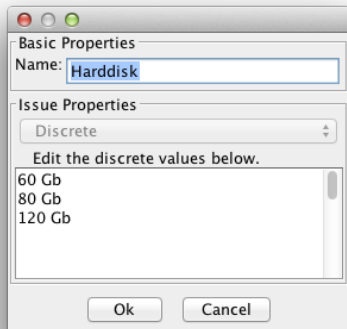 Basic Properties
Name: Harddisk
Issue Properties
Discrete
Edit the discrete values below.
60 Gb
80 Gb
120 Gb
Ok Cancel